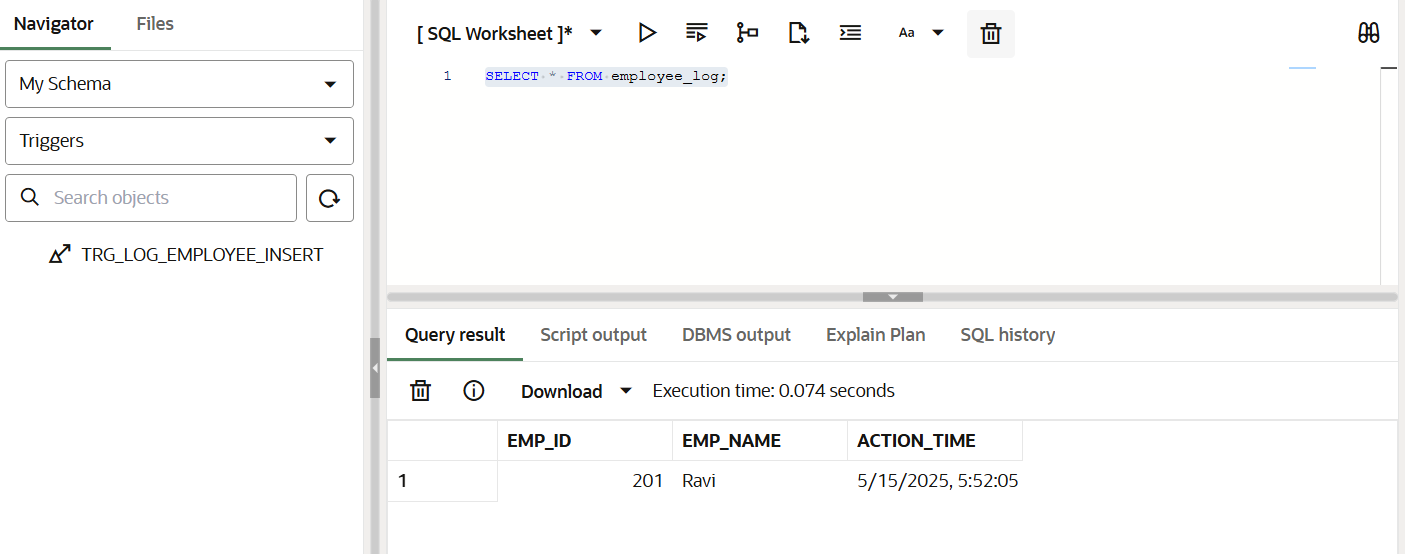 Navigator Files
My Schema
Triggers
Search objects
TRG_LOG_EMPLOYEE_INSERT
[ SQL Worksheet ]* Aa
1 SELECT * FROM employee_log;
Query result Script output DBMS output Explain Plan SQL history
Download Execution time: 0.074 seconds
EMP_ID EMP_NAME ACTION_TIME
1 201 Ravi 5/15/2025, 5:52:05